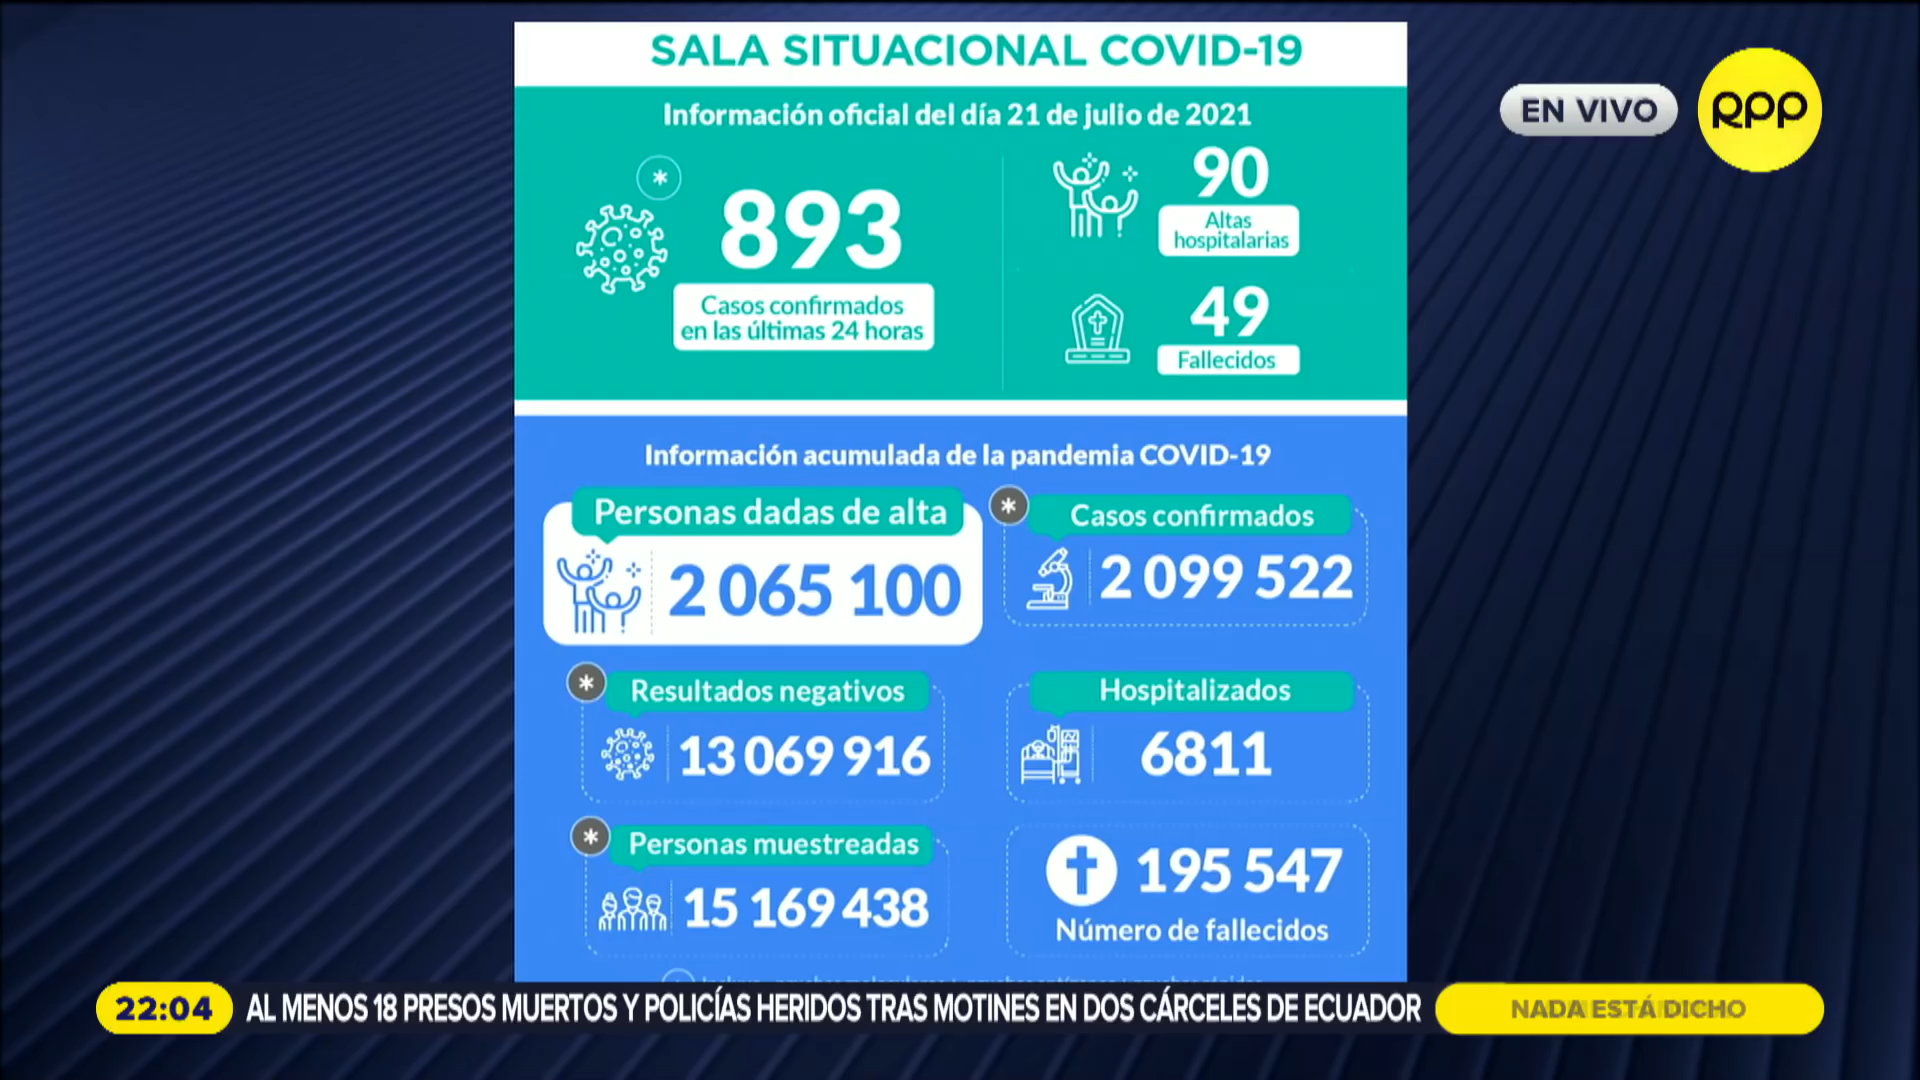 SALA SITUACIONAL COVID-19
EN VIVO
rpp
Información oficial del día 21 de julio de 2021
*
893
Casos confirmados
en las últimas 24 horas
90
Altas
hospitalarias
49
Fallecidos
Información acumulada de la pandemia COVID-19
Personas dadas de alta
2 065 100
*
Casos confirmados
2 099 522
*
Resultados negativos
13 069 916
Hospitalizados
6811
*
Personas muestreadas
15 169 438
195 547
Número de fallecidos
22:04
AL MENOS 18 PRESOS MUERTOS Y POLICÍAS HERIDOS TRAS MOTINES EN DOS CÁRCELES DE ECUADOR
NADA ESTÁ DICHO